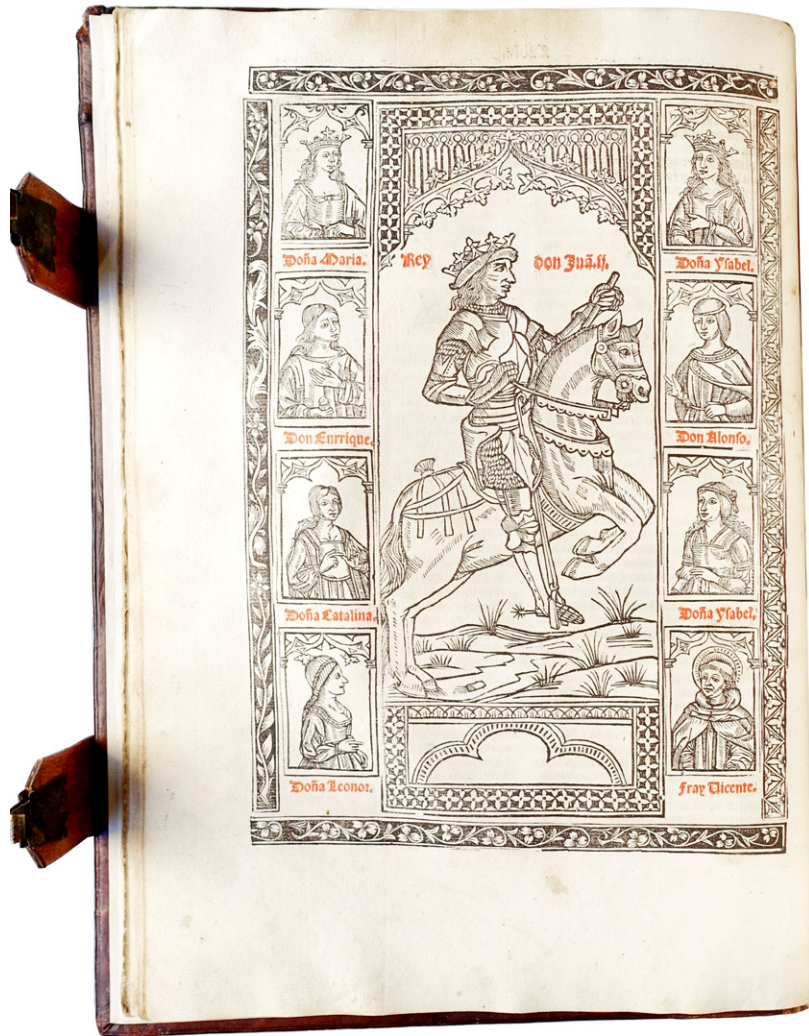 Doña Maria.
Rey don Juã.ij.
Doña Ysabel.
Don Enrrique.
Don Alonso.
Doña Catalina.
Doña Ysabel.
Doña Leonor.
fray Vicente.